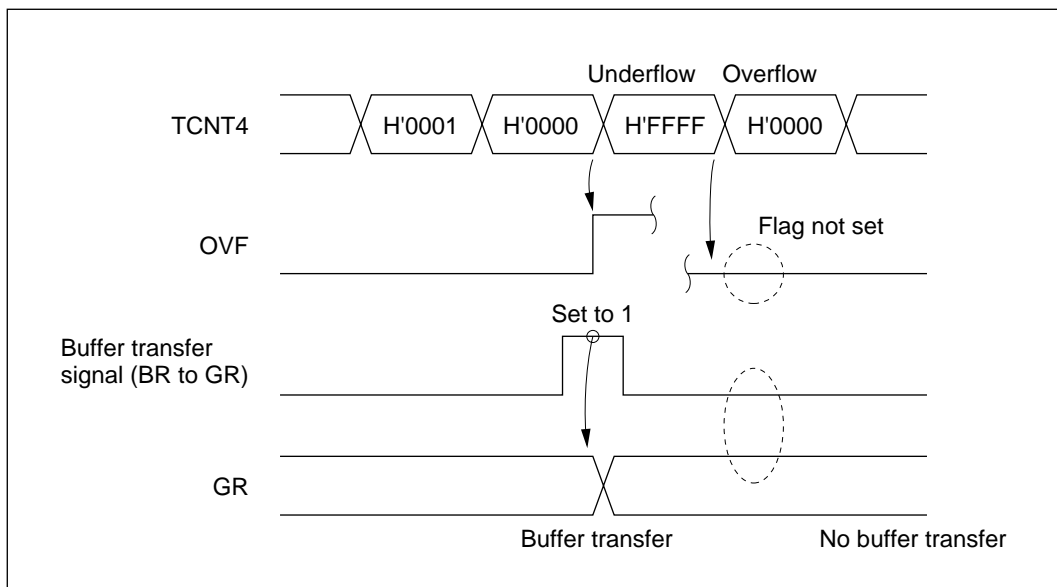 Underflow Overflow
TCNT4 H'0001 H'0000 H'FFFF H'0000
OVF
Flag not set
Set to 1
Buffer transfer
signal (BR to GR)
GR
Buffer transfer No buffer transfer